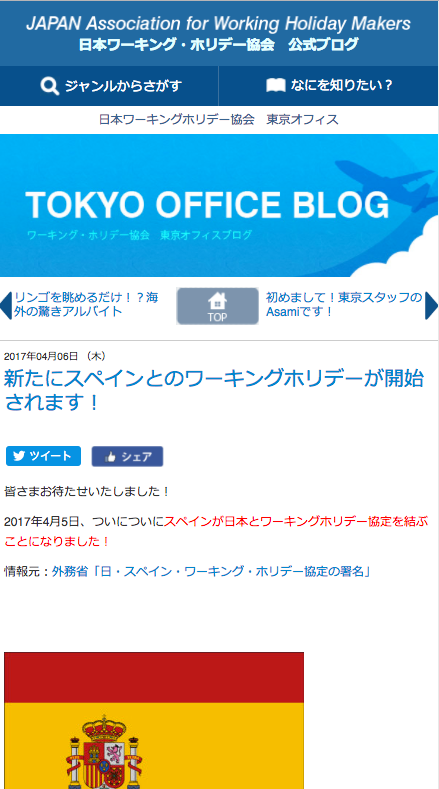 JAPAN Association for Working Holiday Makers
日本ワーキング・ホリデー協会　公式ブログ
ジャンルからさがす
なにを知りたい？
日本ワーキングホリデー協会　東京オフィス
TOKYO OFFICE BLOG
ワーキング・ホリデー協会　東京オフィスブログ
リンゴを眺めるだけ！？海
外の驚きアルバイト
TOP
初めまして！東京スタッフの
Asamiです！
2017年04月06日 （木）
新たにスペインとのワーキングホリデーが開始
されます！
ツイート
シェア
皆さまお待たせいたしました！
2017年4月5日、ついについにスペインが日本とワーキングホリデー協定を結ぶ
ことになりました！
情報元：外務省「日・スペイン・ワーキング・ホリデー協定の署名」